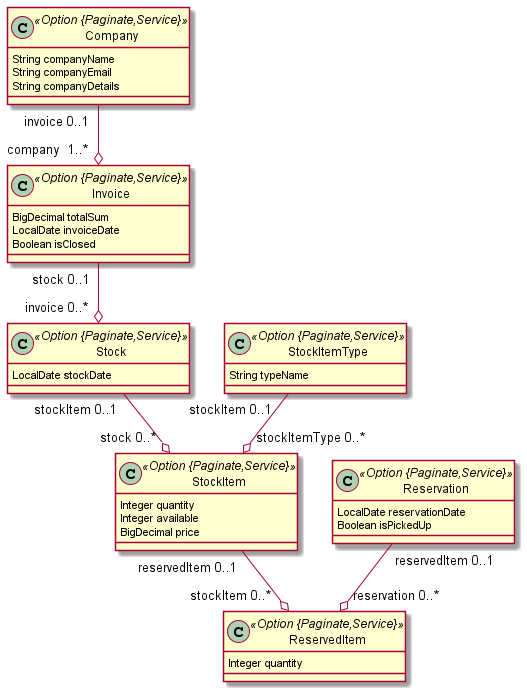 C
«Option {Paginate,Service}»
Company
String companyName
String companyEmail
String companyDetails
invoice 0..1
company 1..*
C
«Option {Paginate,Service}»
Invoice
BigDecimal totalSum
LocalDate invoiceDate
Boolean isClosed
stock 0..1
invoice 0..*
C
«Option {Paginate,Service}»
Stock
LocalDate stockDate
C
«Option {Paginate,Service}»
StockItemType
String typeName
stockItem 0..1
stockItem 0..1
stock 0..*
stockItemType 0..*
C
«Option {Paginate,Service}»
StockItem
Integer quantity
Integer available
BigDecimal price
C
«Option {Paginate,Service}»
Reservation
LocalDate reservationDate
Boolean isPickedUp
reservedItem 0..1
reservedItem 0..1
stockItem 0..*
reservation 0..*
C
«Option {Paginate,Service}»
ReservedItem
Integer quantity